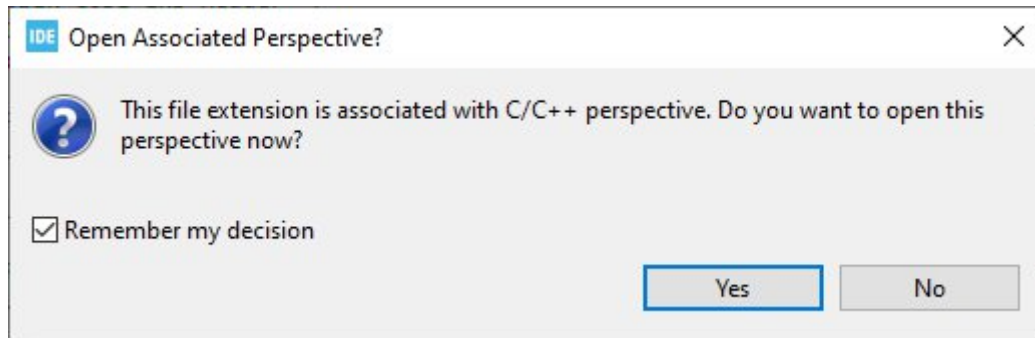 IDE Open Associated Perspective?
This file extension is associated with C/C++ perspective. Do you want to open this
perspective now?
Remember my decision
Yes No